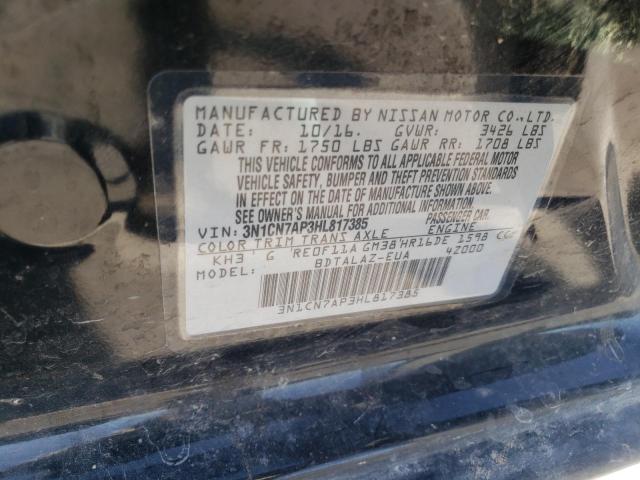 MANUFACTURED BY NISSAN MOTOR CO.,LTD.
DATE: 10/16. GVWR: 3426 LBS
GAWR FR: 1750 LBS GAWR RR: 1708 LBS
THIS VEHICLE CONFORMS TO ALL APPLICABLE FEDERAL MOTOR
VEHICLE SAFETY, BUMPER AND THEFT PREVENTION STANDARDS
IN EFFECT ON THE DATE OF MANUFACTURE SHOWN ABOVE.
SEE OWNER'S MANUAL FOR ADDITIONAL INFORMATION
VIN: 3N1CN7AP3HL817385 PASSENGER CAR
COLOR TRIM TRANS AXLE ENGINE
KH3 G RE0F11A GM38 HR16DE 1598 CC
MODEL: BDTALAZ-EUA 42000
3N1CN7AP3HL817385